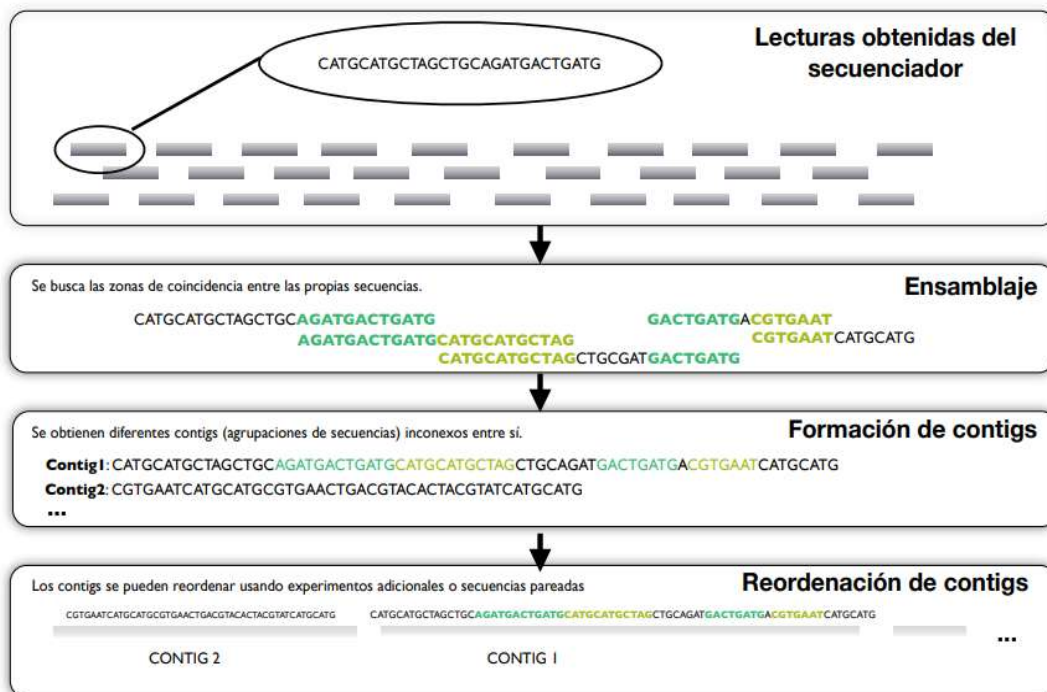 Lecturas obtenidas del
secuenciador
CATGCATGCTAGCTGCAGATGACTGATG
Ensamblaje
Se busca las zonas de coincidencia entre las propias secuencias.
CATGCATGCTAGCTGCAGATGACTGATG GACTGATGACGTGAAT
AGATGACTGATGCATGCATGCTAG CGTGAATCATGCATG
CATGCATGCTAGCTGCGATGACTGATG
Formación de contigs
Se obtienen diferentes contigs (agrupaciones de secuencias) inconexos entre sí.
Contig1: CATGCATGCTAGCTGCAGATGACTGATGCATGCATGCTAGCTGCAGATGACTGATGACGTGAATCATGCATG
Contig2: CGTGAATCATGCATGCGTGAACTGACGTACACTACGTATCATGCATG
...
Reordenación de contigs
Los contigs se pueden reordenar usando experimentos adicionales o secuencias pareadas
CGTGAATCATGCATGCGTGAACTGACGTACACTACGTATCATGCATG CATGCATGCTAGCTGCAGATGACTGATGCATGCATGCTAGCTGCAGATGACTGATGACGTGAATCATGCATG
...
CONTIG 2 CONTIG 1